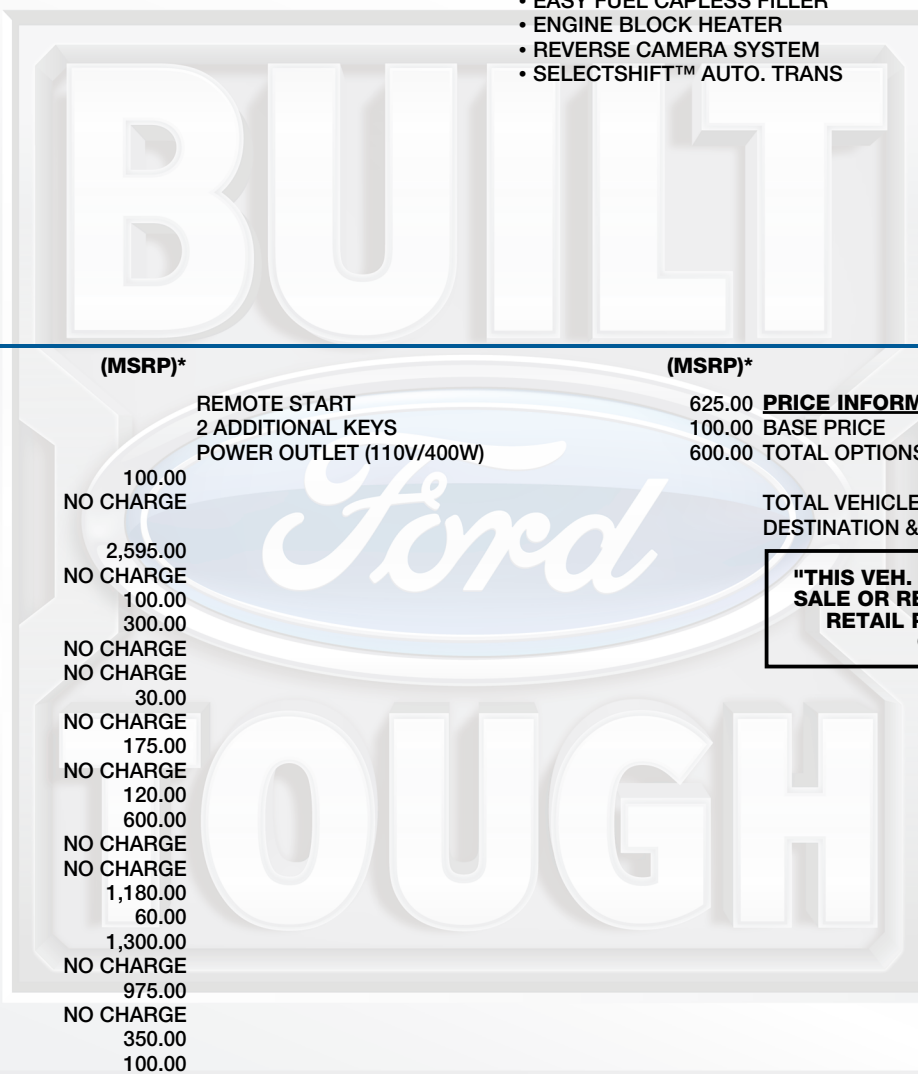 • EASY FUEL CAPLESS FILLER
• ENGINE BLOCK HEATER
• REVERSE CAMERA SYSTEM
• SELECTSHIFT™ AUTO. TRANS
BUILT
(MSRP)* (MSRP)*
REMOTE START 625.00 PRICE INFORM
2 ADDITIONAL KEYS 100.00 BASE PRICE
POWER OUTLET (110V/400W) 600.00 TOTAL OPTIONS
100.00
NO CHARGE TOTAL VEHICLE
DESTINATION &
2,595.00
NO CHARGE "THIS VEH.
100.00 SALE OR RE
300.00 RETAIL
NO CHARGE
NO CHARGE
30.00
NO CHARGE
175.00
NO CHARGE
120.00
600.00
NO CHARGE
NO CHARGE
1,180.00
60.00
1,300.00
NO CHARGE
975.00
NO CHARGE
350.00
100.00
Ford
TOUGH